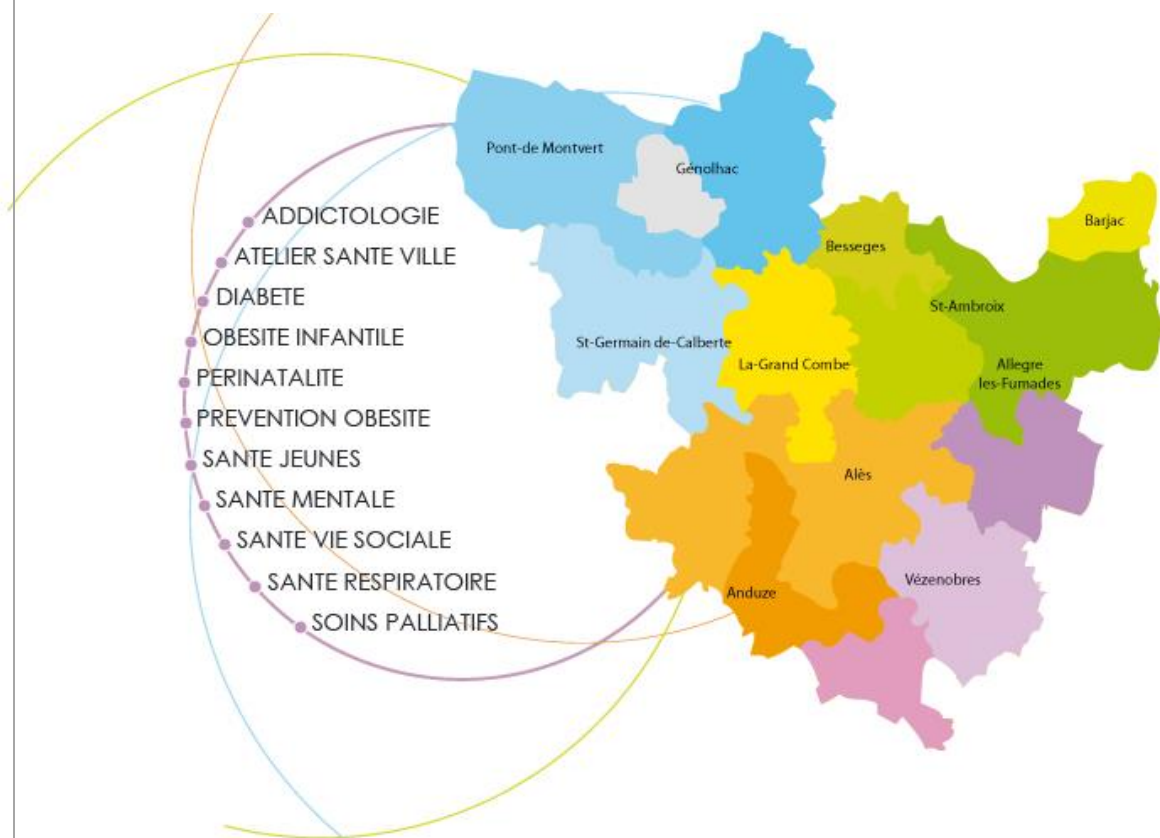 ADDICTOLOGIE
ATELIER SANTE VILLE
DIABETE
OBESITE INFANTILE
PERINATALITE
PREVENTION OBESITE
SANTE JEUNES
SANTE MENTALE
SANTE VIE SOCIALE
SANTE RESPIRATOIRE
SOINS PALLIATIFS
Pont-de Montvert
Génolhac
Barjac
Besseges
St-Ambroix
St-Germain de-Calberte
La-Grand Combe
Allegre
les-Fumades
Alès
Vézenobres
Anduze